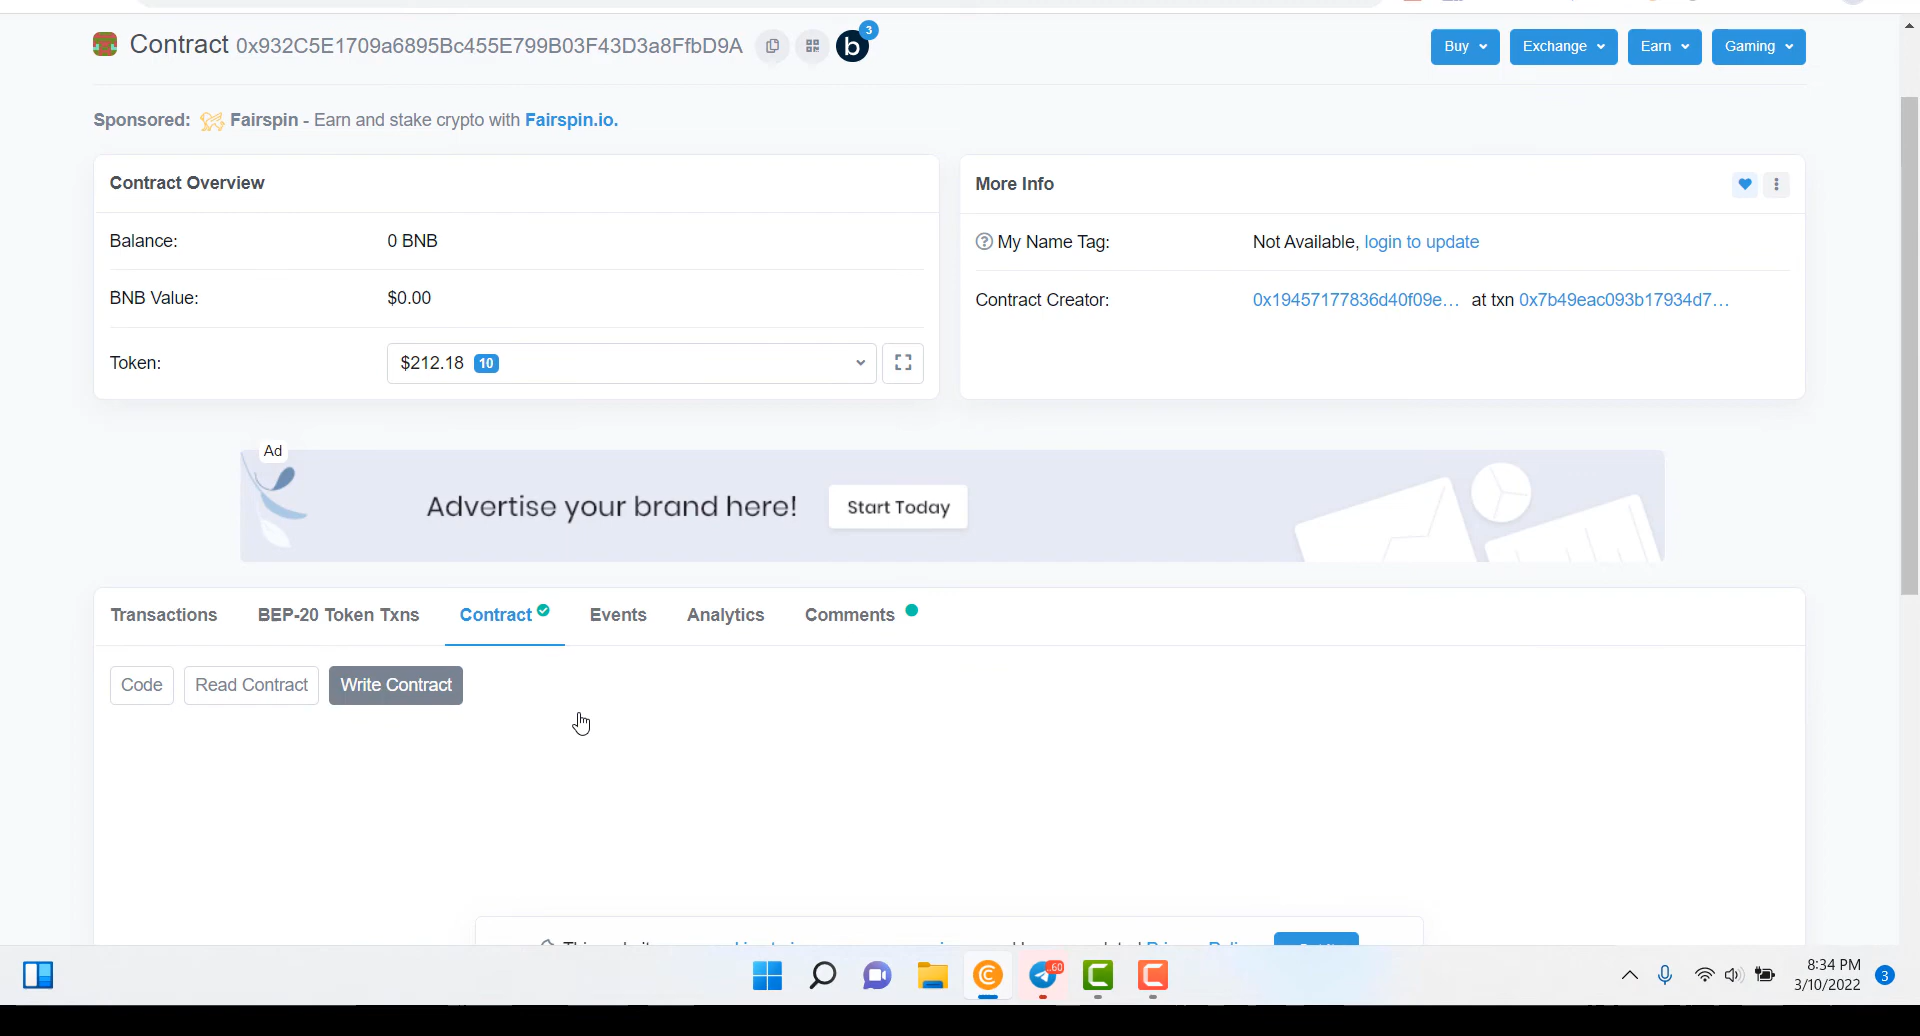 Contract 0x932C5E1709a6895Bc455E799B03F43D3a8FfbD9A b 3
Buy Exchange Earn Gaming
Sponsored: Fairspin - Earn and stake crypto with Fairspin.io.
Contract Overview
Balance: 0 BNB
BNB Value: $0.00
Token: $212.18 10
More Info
? My Name Tag: Not Available, login to update
Contract Creator: 0x19457177836d40f09e... at txn 0x7b49eac093b17934d7...
Ad
Advertise your brand here! Start Today
Transactions BEP-20 Token Txns Contract Events Analytics Comments
Code Read Contract Write Contract
60
8:34 PM
3/10/2022
3